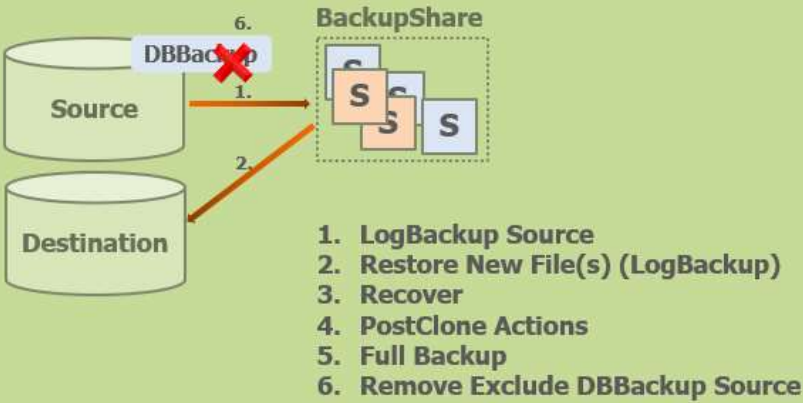 6.
BackupShare
DBBackup
S
S
S
S
S
Source
1.
2.
Destination
1. LogBackup Source
2. Restore New File(s) (LogBackup)
3. Recover
4. PostClone Actions
5. Full Backup
6. Remove Exclude DBBackup Source